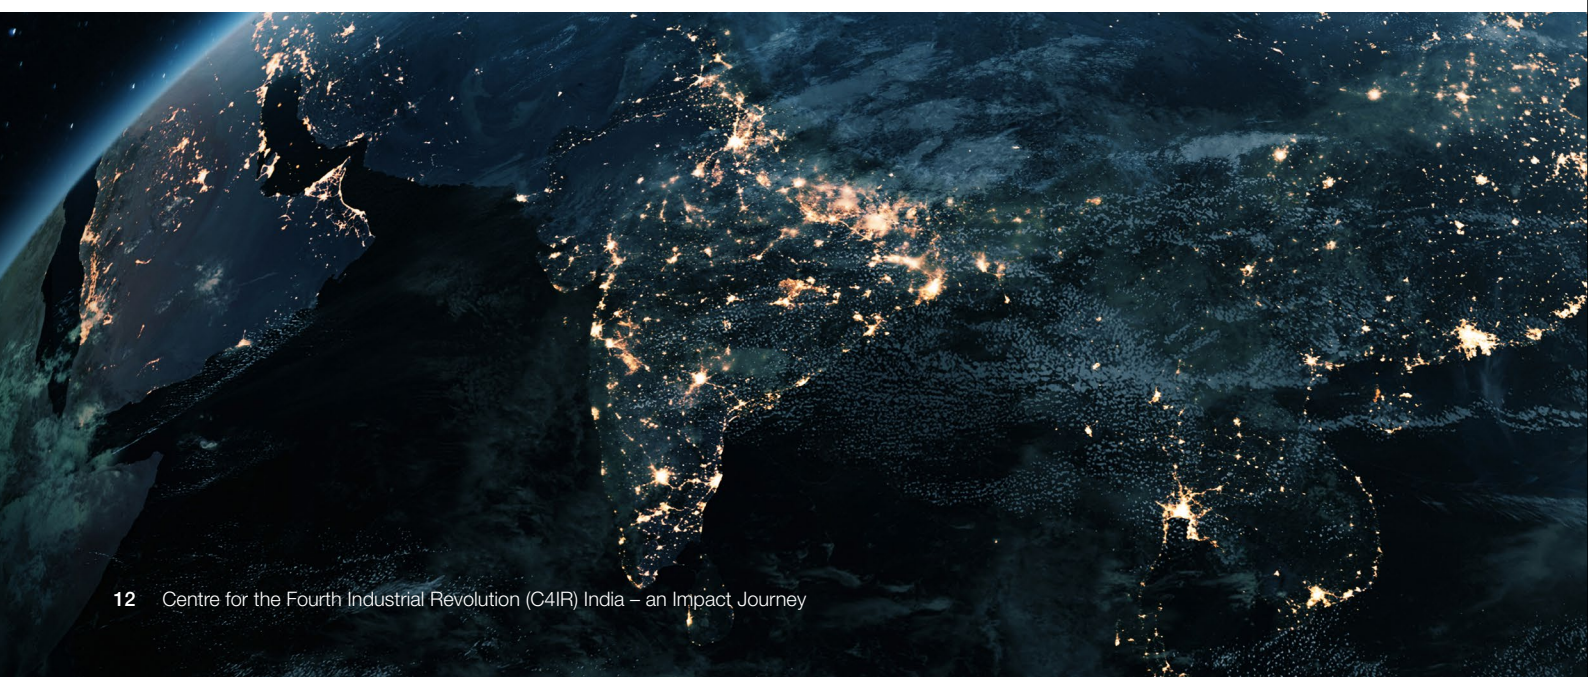 12 Centre for the Fourth Industrial Revolution (C4IR) India – an Impact Journey